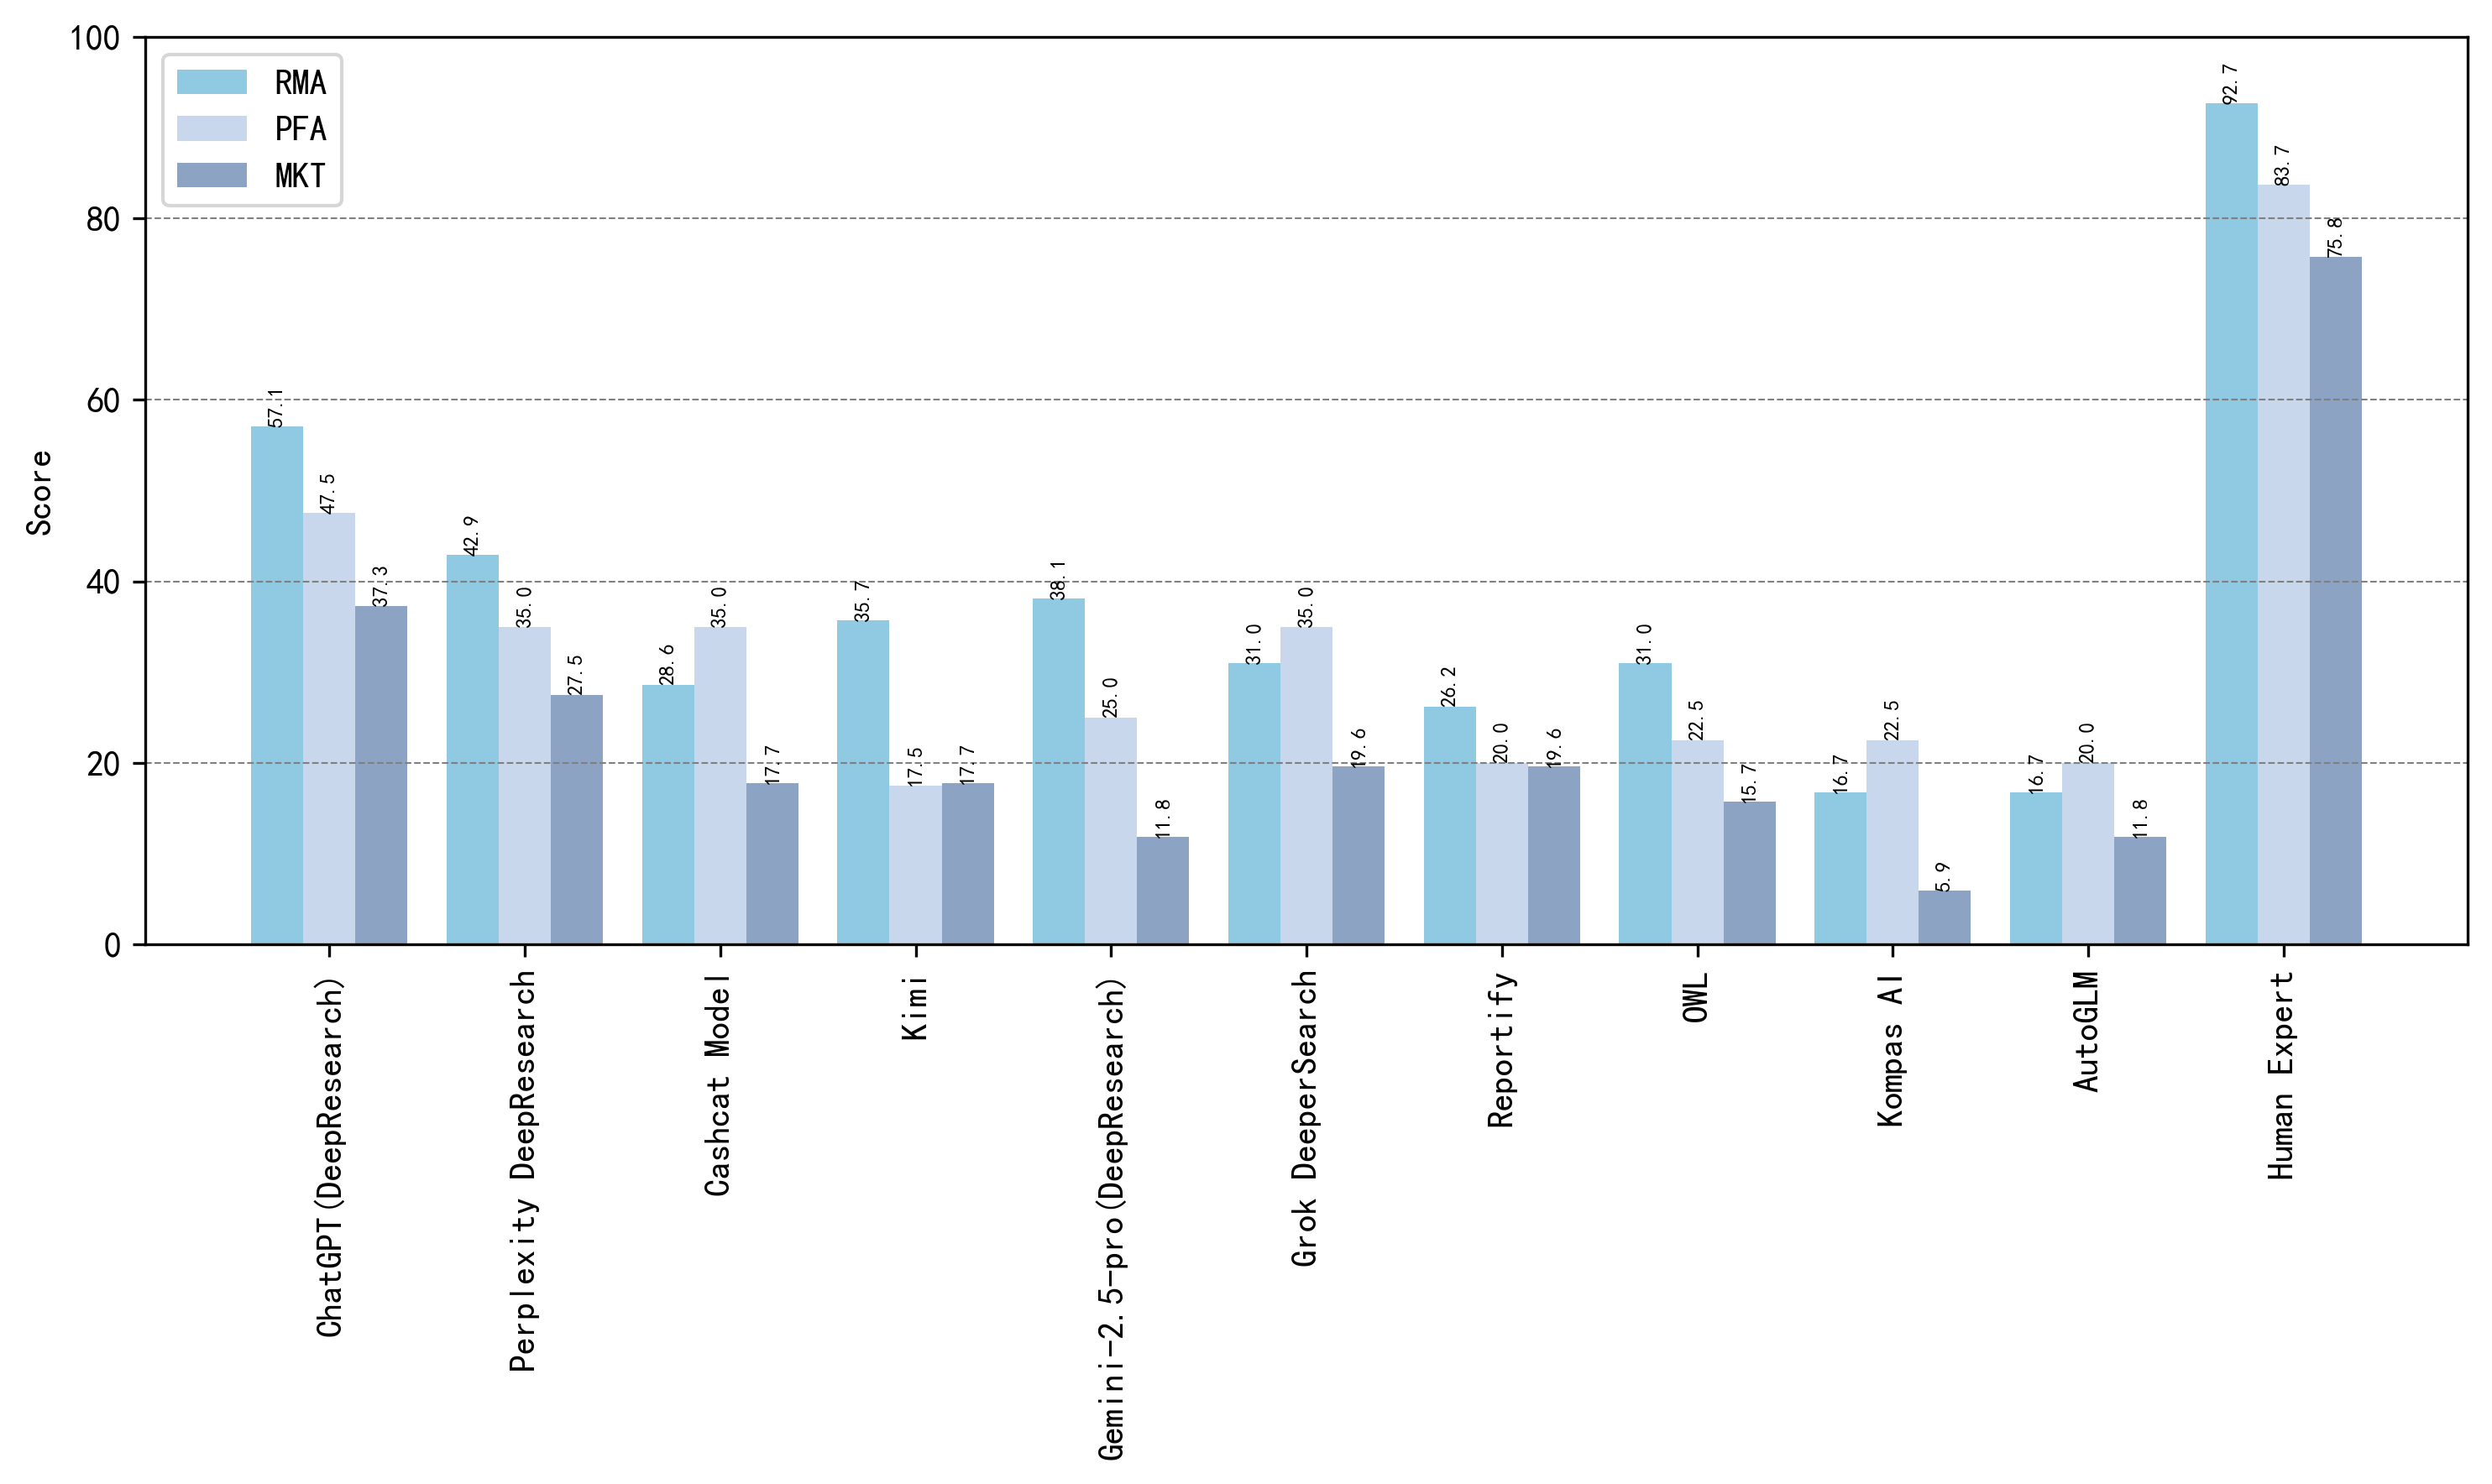 100
80
60
40
20
0
Score
RMA
PFA
MKT
57.1
47.5
37.3
42.9
35.0
27.5
28.6
35.0
17.7
35.7
17.5
17.7
38.1
25.0
11.8
31.0
35.0
19.6
26.2
20.0
19.6
31.0
22.5
15.7
16.7
22.5
5.9
16.7
20.0
11.8
92.7
83.7
75.8
ChatGPT(DeepResearch)
Perplexity DeepResearch
Cashcat Model
Kimi
Gemini-2.5-pro(DeepResearch)
Grok DeeperSearch
Reportify
OWL
Kompas AI
AutoGLM
Human Expert